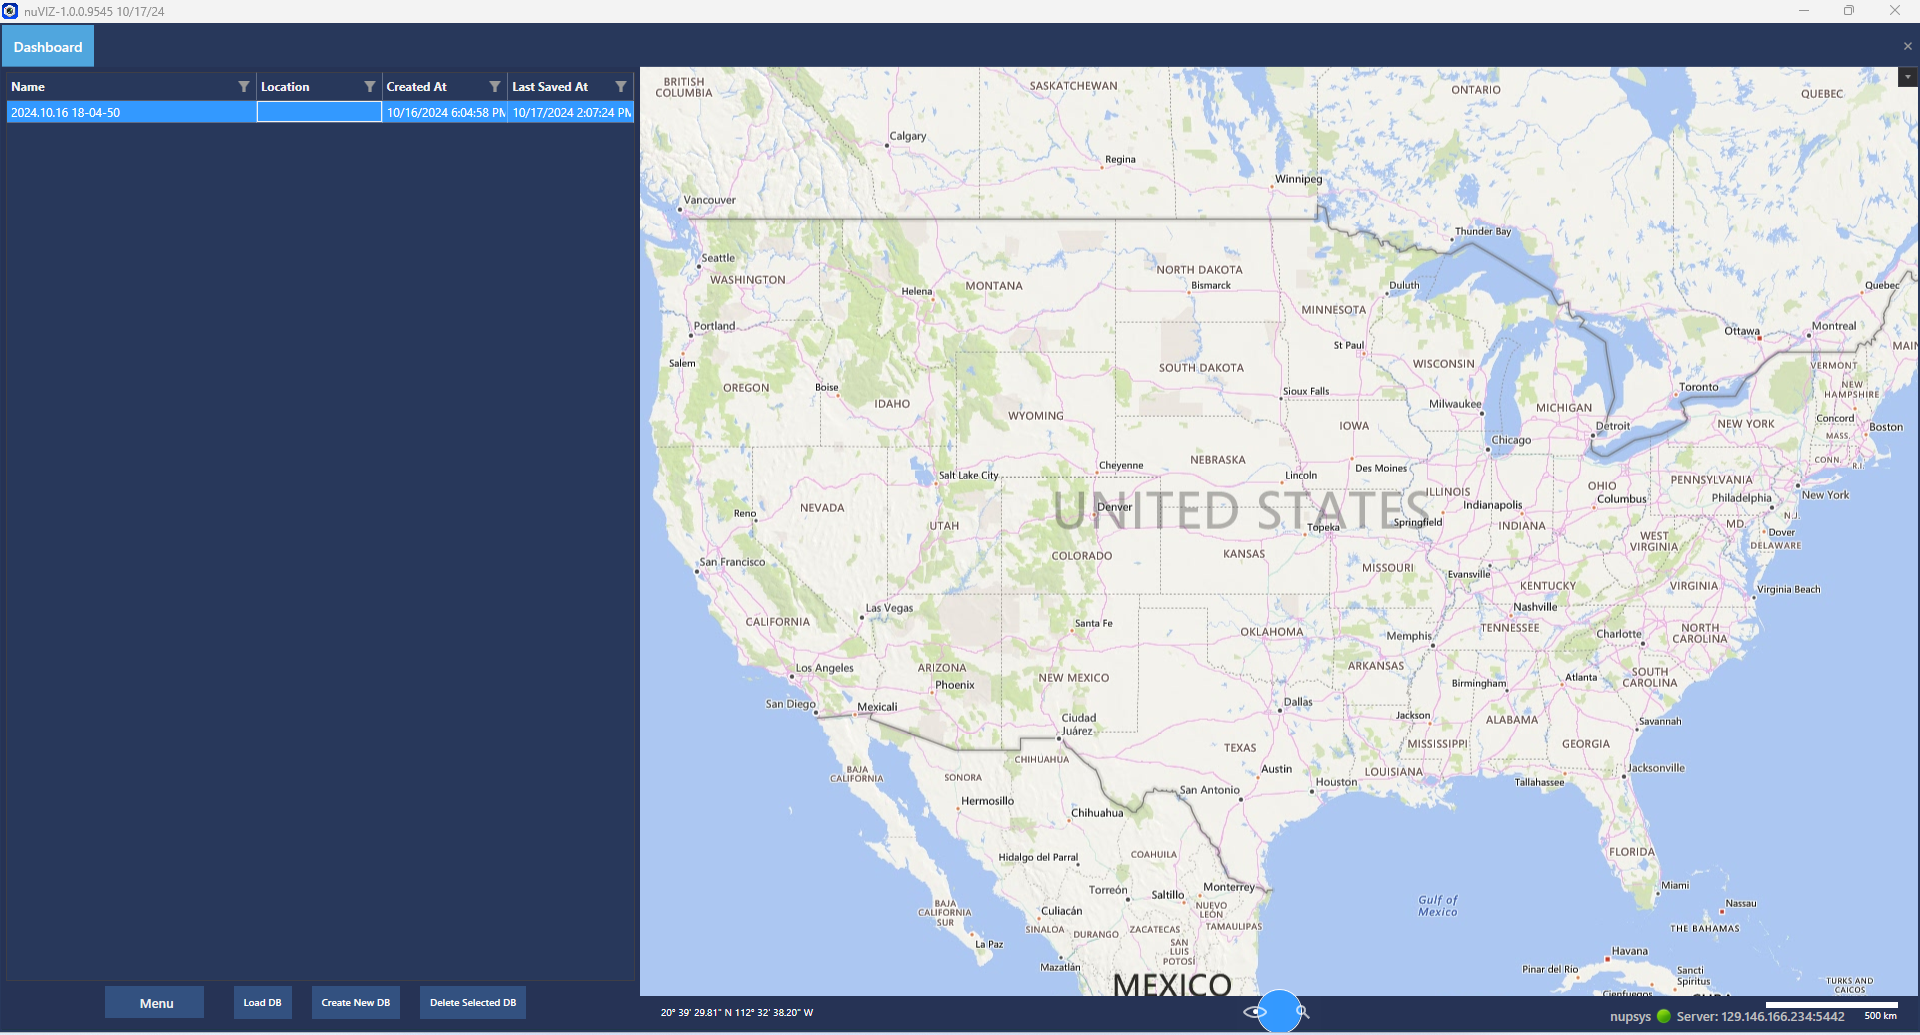 nuVIZ-1.0.0.9545 10/17/24
Dashboard
Name Location Created At Last Saved At
2024.10.16 18-04-50 10/16/2024 6:04:58 PM 10/17/2024 2:07:24 PM
BRITISH
COLUMBIA
SASKATCHEWAN
ONTARIO
QUEBEC
Calgary
Regina
Winnipeg
Vancouver
Thunder Bay
Seattle
WASHINGTON
NORTH DAKOTA
Bismarck
Helena
MONTANA
Duluth
Quebec
MINNESOTA
Portland
Ottawa
Montreal
St Paul
MAIN
Salem
WISCONSIN
SOUTH DAKOTA
VERMONT
OREGON
Boise
IDAHO
Sioux Falls
Toronto
NEW
HAMPSHIRE
WYOMING
Milwaukee
MICHIGAN
Concord
IOWA
Detroit
NEW YORK
Boston
MASS.
Chicago
CONN.
R.I.
NEBRASKA
Cheyenne
Des Moines
Salt Lake City
Lincoln
OHIO
PENNSYLVANIA
ILLINOIS
Columbus
Philadelphia
New York
NEVADA
Reno
Denver
UNITED STATES
Indianapolis
N.J.
UTAH
Topeka
Springfield
INDIANA
MD.
Dover
WEST
VIRGINIA
DELAWARE
COLORADO
KANSAS
San Francisco
MISSOURI
Evansville
KENTUCKY
VIRGINIA
Virginia Beach
Las Vegas
Nashville
CALIFORNIA
Santa Fe
OKLAHOMA
Memphis
TENNESSEE
Charlotte
NORTH
CAROLINA
Los Angeles
ARIZONA
Phoenix
NEW MEXICO
ARKANSAS
Birmingham
Atlanta
SOUTH
CAROLINA
San Diego
Mexicali
Dallas
Ciudad
Juárez
Jackson
ALABAMA
Savannah
TEXAS
MISSISSIPPI
GEORGIA
CHIHUAHUA
BAJA
CALIFORNIA
SONORA
Austin
LOUISIANA
Jacksonville
Houston
Tallahassee
San Antonio
Hermosillo
Chihuahua
Hidalgo del Parral
COAHUILA
FLORIDA
Torreón
Saltillo
Monterrey
Miami
BAJA
CALIFORNIA
SUR
Culiacán
NUEVO
LEÓN
Gulf of
Mexico
Nassau
SINALOA
DURANGO
ZACATECAS
TAMAULIPAS
THE BAHAMAS
La Paz
SAN
LUIS
POTOSÍ
Havana
Mazatlán
Pinar del Río
Sancti
Spiritus
MEXICO
Cienfuegos
CUBA
TURKS AND
CAICOS
Menu Load DB Create New DB Delete Selected DB
20° 39' 29.81" N 112° 32' 38.20" W
nupsys Server: 129.146.166.234:5442 500 km